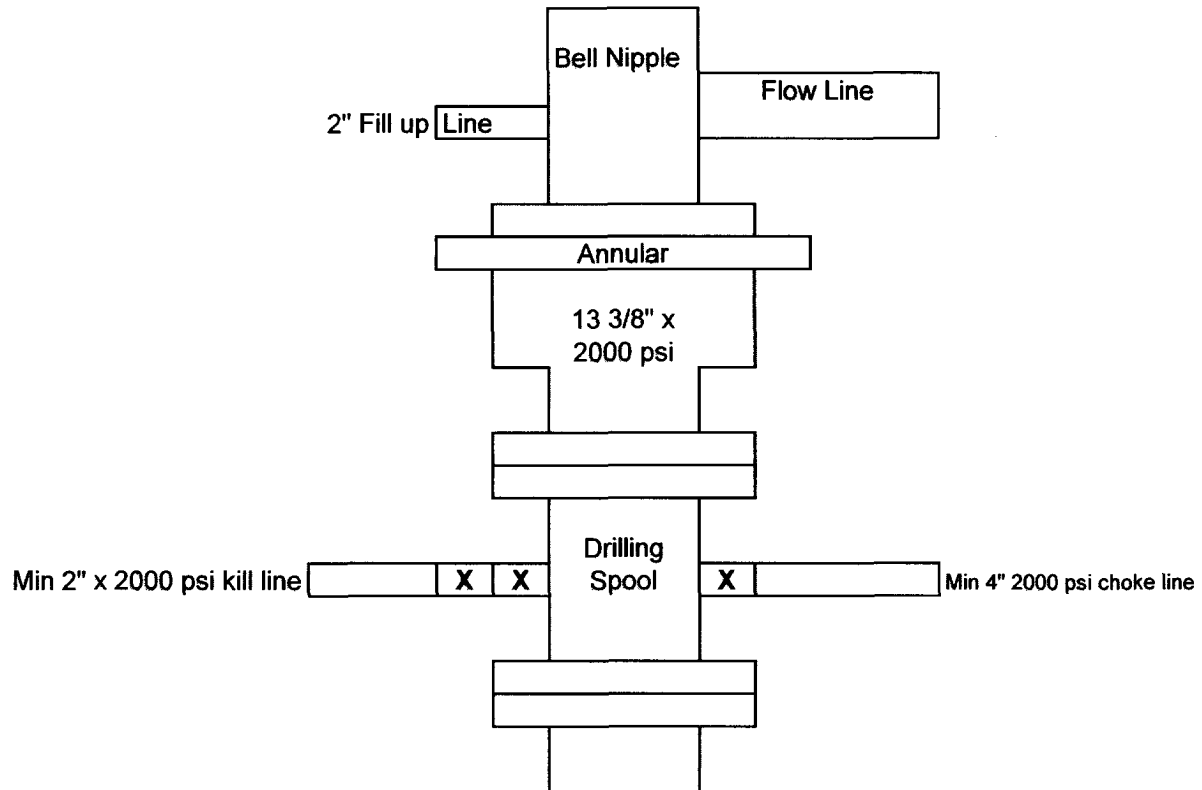 Bell Nipple
Flow Line
2" Fill up Line
Annular
13 3/8" x
2000 psi
Drilling
Spool
Min 2" x 2000 psi kill line
X X
X
Min 4" 2000 psi choke line